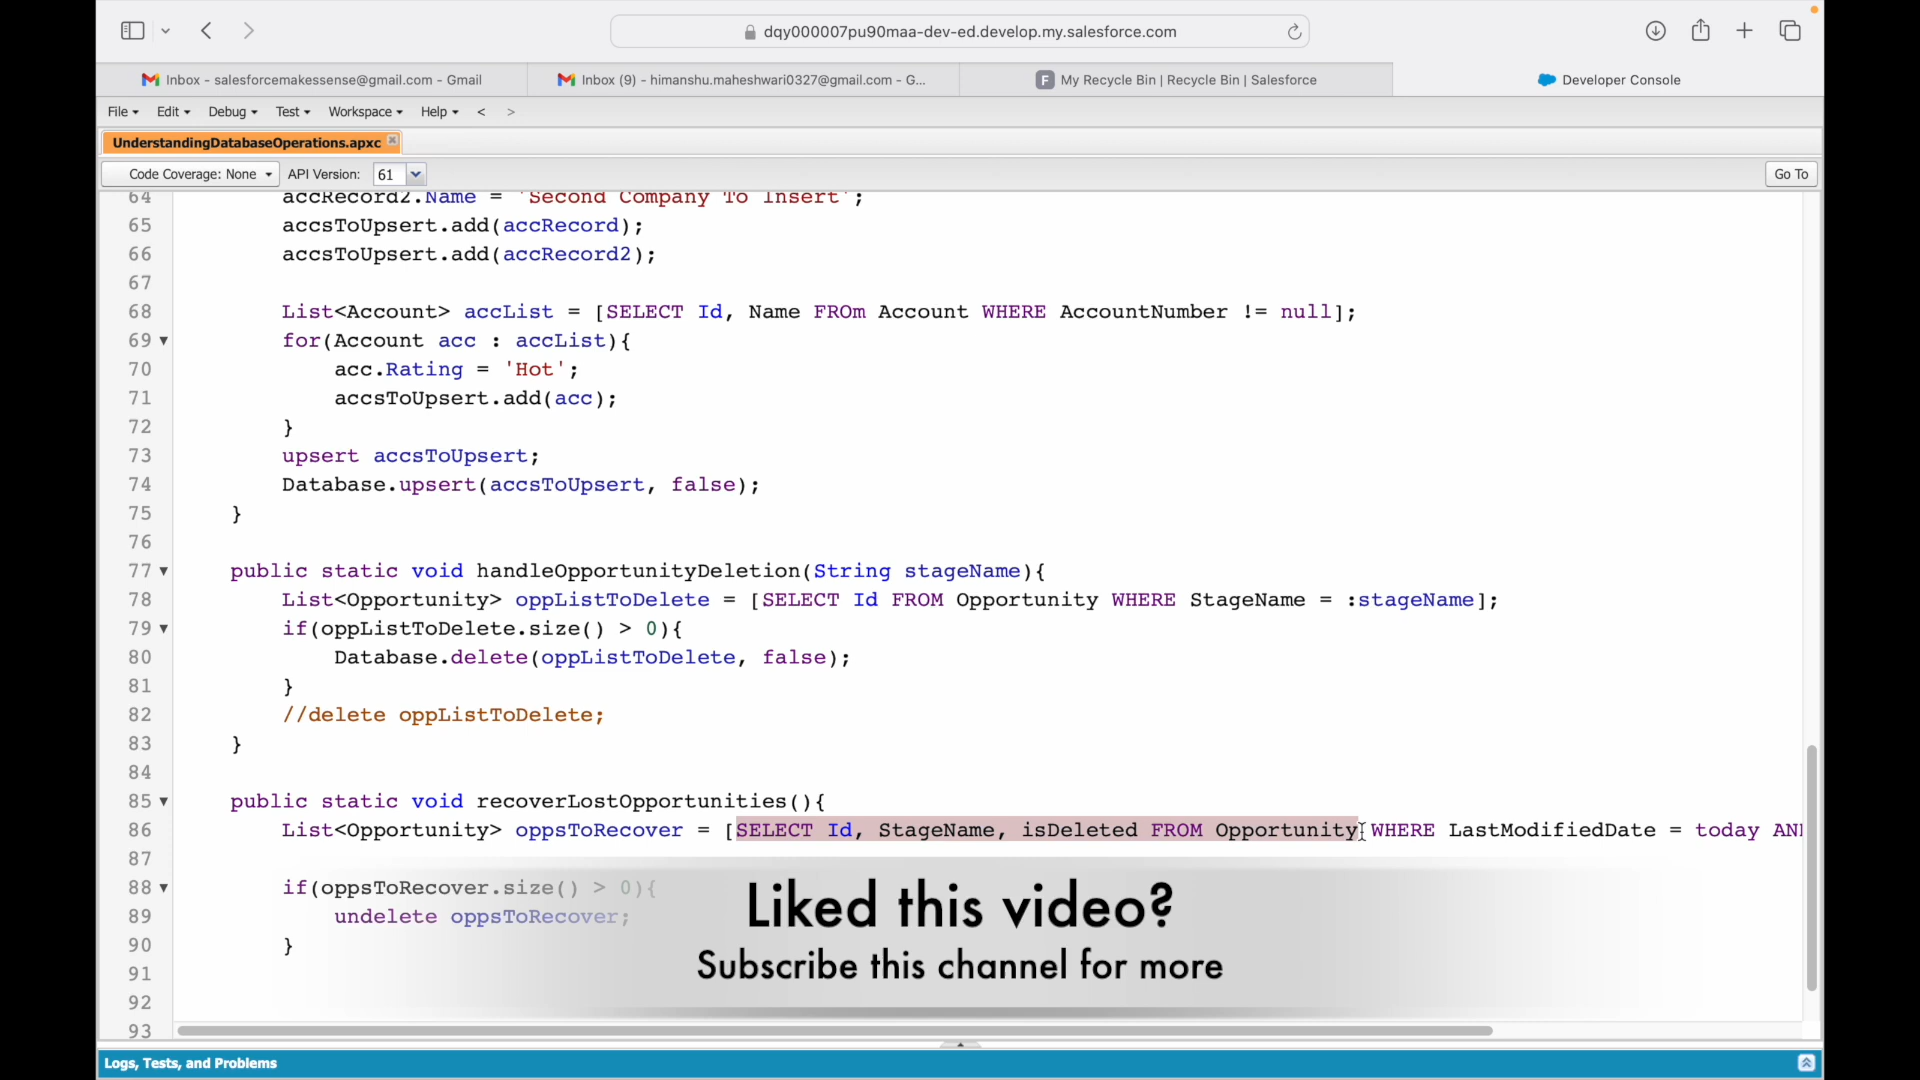 dqy000007pu90maa-dev-ed.develop.my.salesforce.com
Inbox - salesforcemakessense@gmail.com - Gmail
Inbox (9) - himanshu.maheshwari0327@gmail.com - G...
My Recycle Bin | Recycle Bin | Salesforce
Developer Console
File Edit Debug Test Workspace Help < >
UnderstandingDatabaseOperations.apxc
Code Coverage: None API Version: 61 Go To
64 accRecord2.Name = 'Second Company To Insert';
65 accsToUpsert.add(accRecord);
66 accsToUpsert.add(accRecord2);
67
68 List<Account> accList = [SELECT Id, Name FROm Account WHERE AccountNumber != null];
69 for(Account acc : accList){
70 acc.Rating = 'Hot';
71 accsToUpsert.add(acc);
72 }
73 upsert accsToUpsert;
74 Database.upsert(accsToUpsert, false);
75 }
76
77 public static void handleOpportunityDeletion(String stageName){
78 List<Opportunity> oppListToDelete = [SELECT Id FROM Opportunity WHERE StageName = :stageName];
79 if(oppListToDelete.size() > 0){
80 Database.delete(oppListToDelete, false);
81 }
82 //delete oppListToDelete;
83 }
84
85 public static void recoverLostOpportunities(){
86 List<Opportunity> oppsToRecover = [SELECT Id, StageName, isDeleted FROM Opportunity WHERE LastModifiedDate = today
87
88 if(oppsToRecover.size() > 0){
89 undelete oppsToRecover;
90 }
91
92
93
Liked this video?
Subscribe this channel for more
Logs, Tests, and Problems